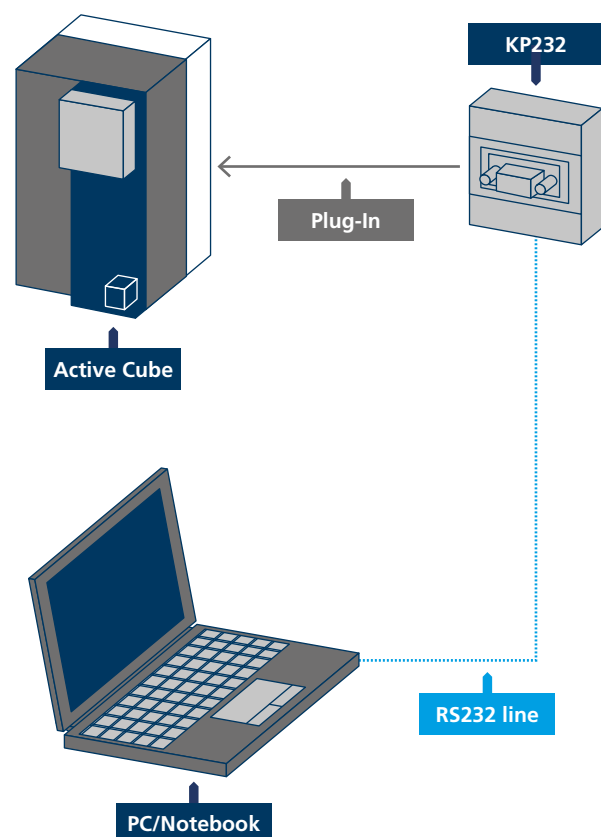 KP232
Plug-In
Active Cube
RS232 line
PC/Notebook